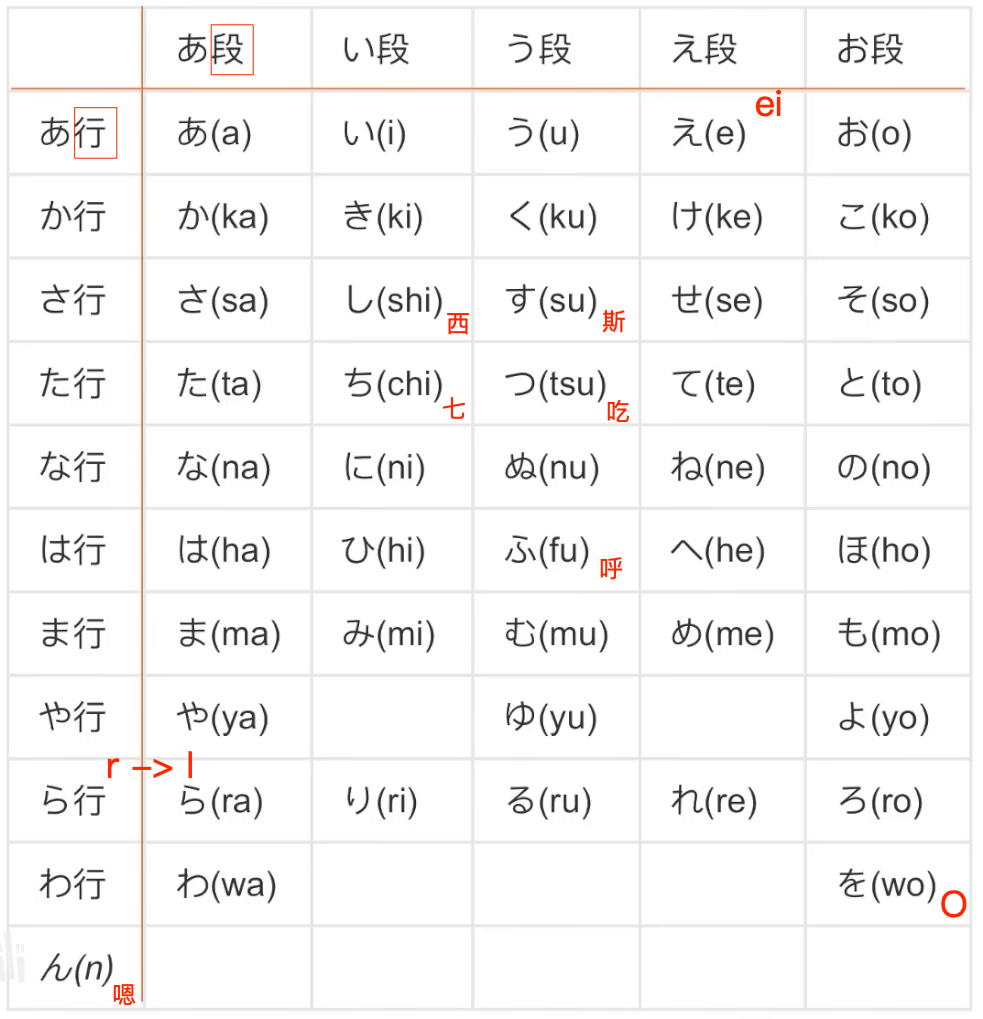 あ段 い段 う段 え段 お段
ei
あ行 あ(a) い(i) う(u) え(e) お(o)
か行 か(ka) き(ki) く(ku) け(ke) こ(ko)
さ行 さ(sa) し(shi) す(su) せ(se) そ(so)
西 斯
た行 た(ta) ち(chi) つ(tsu) て(te) と(to)
七 吃
な行 な(na) に(ni) ぬ(nu) ね(ne) の(no)
は行 は(ha) ひ(hi) ふ(fu) へ(he) ほ(ho)
呼
ま行 ま(ma) み(mi) む(mu) め(me) も(mo)
や行 や(ya) ゆ(yu) よ(yo)
r –> l
ら行 ら(ra) り(ri) る(ru) れ(re) ろ(ro)
わ行 わ(wa) を(wo)
O
ん(n)
嗯